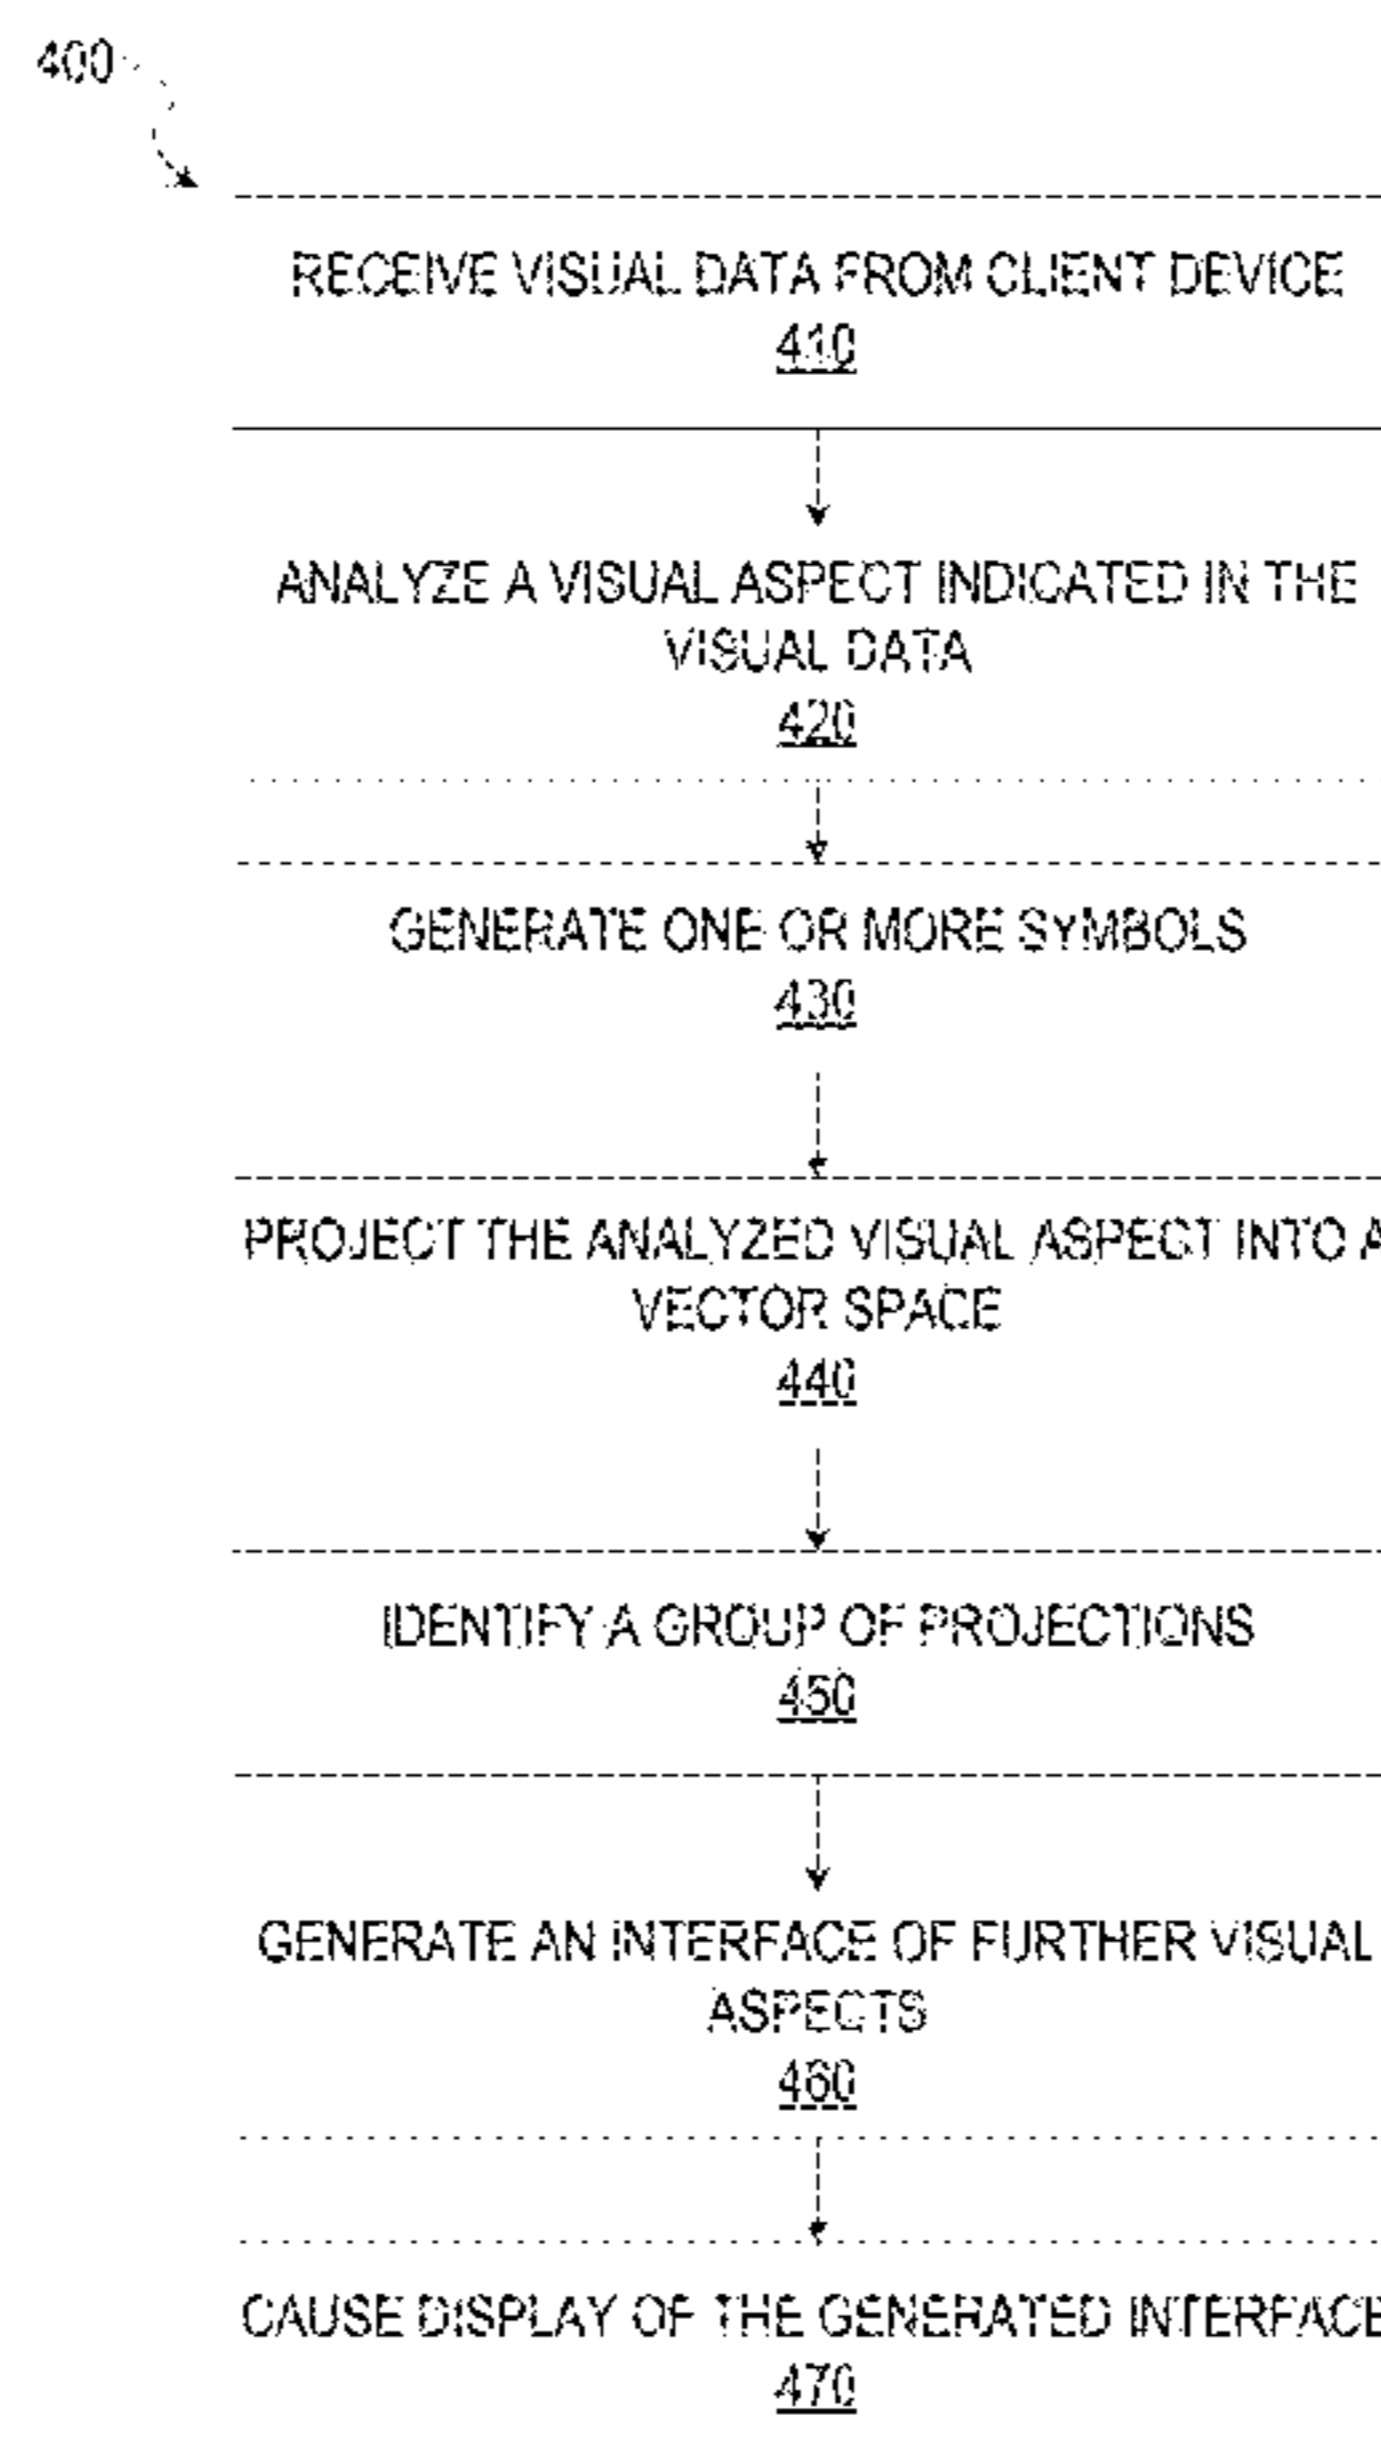 400
RECEIVE VISUAL DATA FROM CLIENT DEVICE
410
ANALYZE A VISUAL ASPECT INDICATED IN THE
VISUAL DATA
420
GENERATE ONE OR MORE SYMBOLS
430
PROJECT THE ANALYZED VISUAL ASPECT INTO A
VECTOR SPACE
440
IDENTIFY A GROUP OF PROJECTIONS
450
GENERATE AN INTERFACE OF FURTHER VISUAL
ASPECTS
460
CAUSE DISPLAY OF THE GENERATED INTERFACE
470